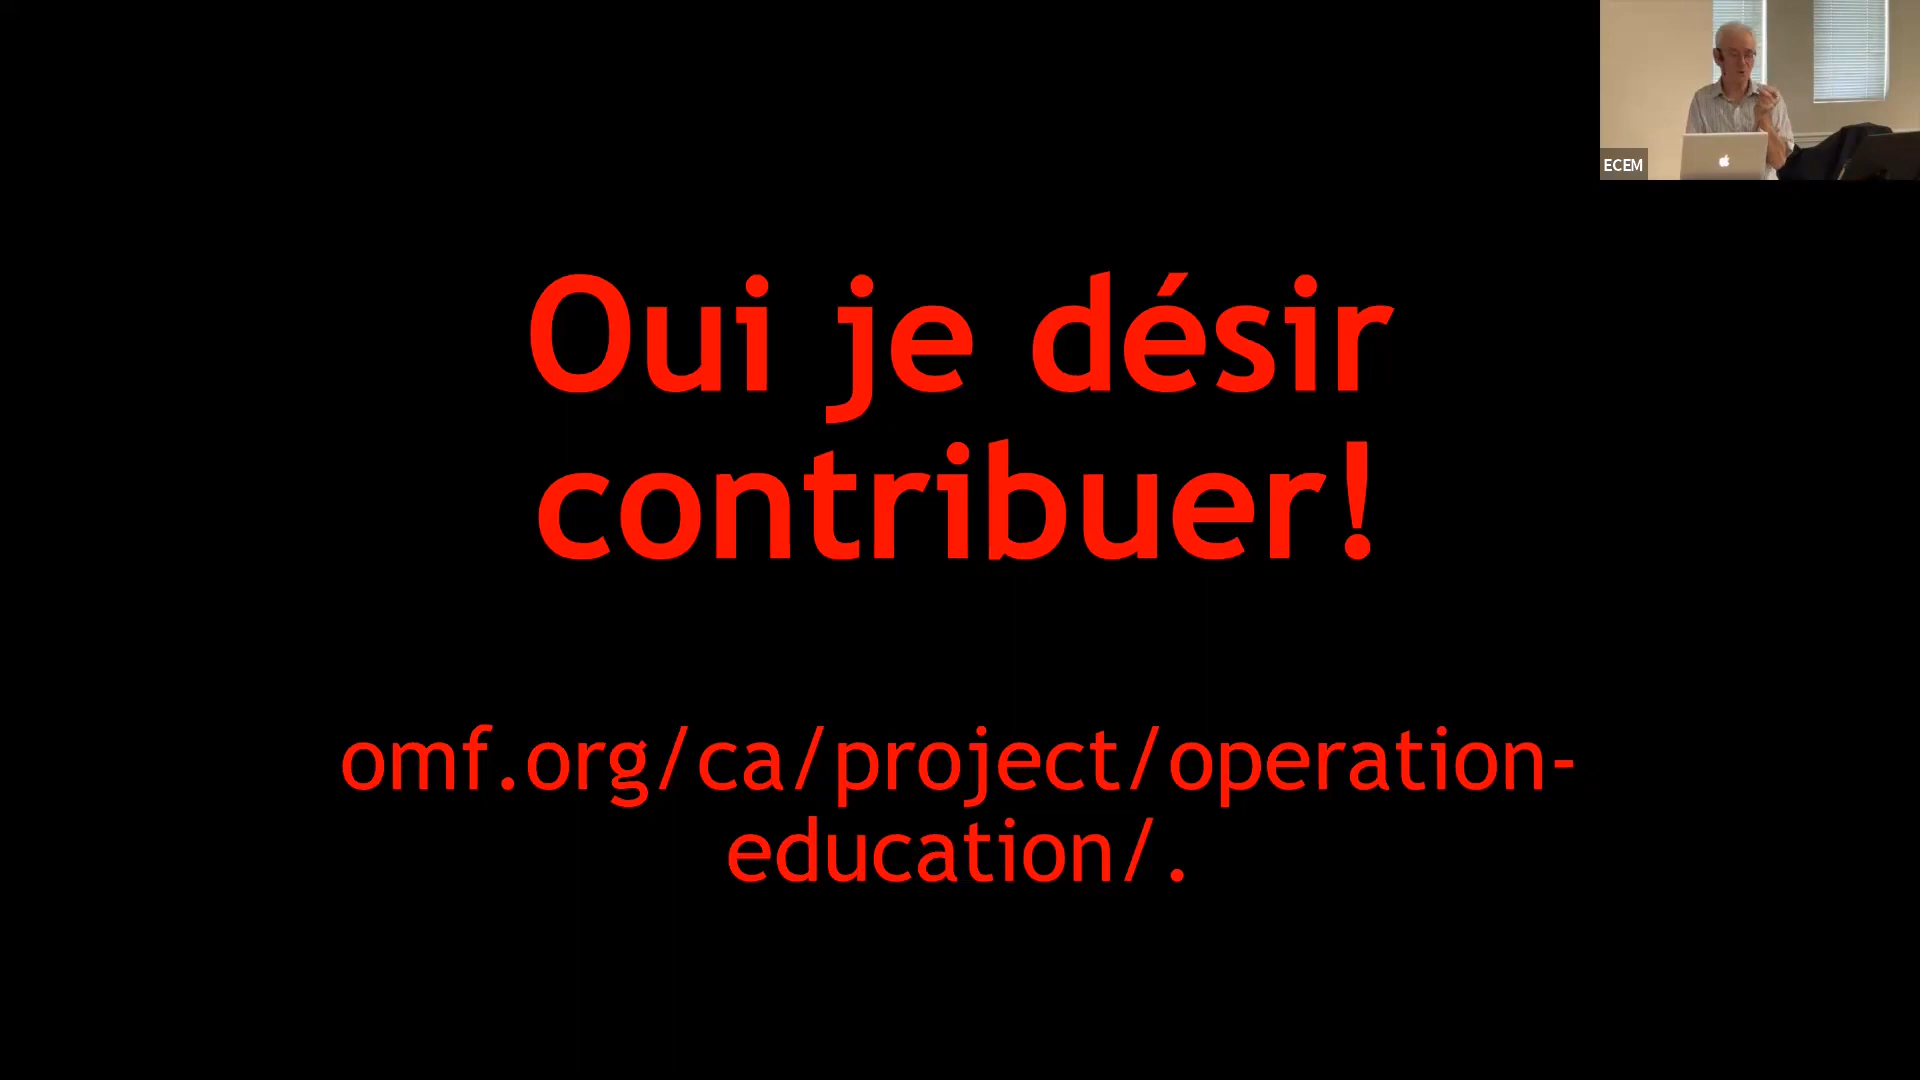 ECEM
Oui je désir
contribuer!
omf.org/ca/project/operation-
education/.